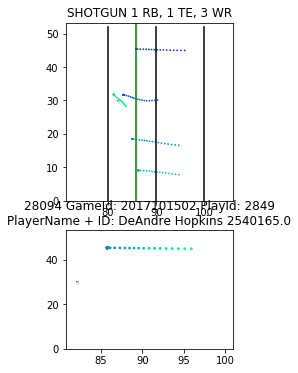 SHOTGUN 1 RB, 1 TE, 3 WR
50
40
30
20
10
0
80 90 100
28094 GameId: 2017101502 PlayId: 2849
PlayerName + ID: DeAndre Hopkins 2540165.0
40
20
0
85 90 95 100